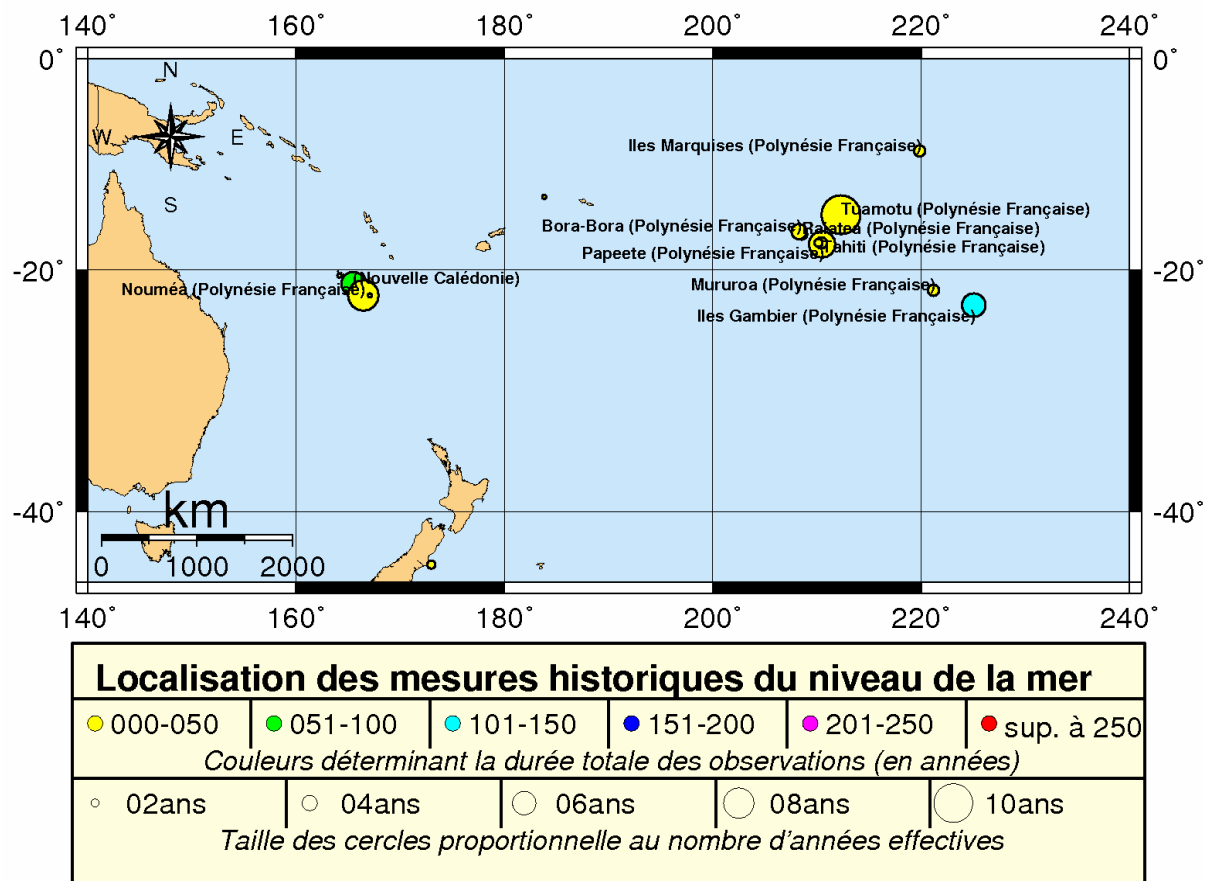 140° 160° 180° 200° 220° 240°
0° 0°
N
W E
S
Iles Marquises (Polynésie Française)
Tuamotu (Polynésie Française)
Bora-Bora (Polynésie Française) Raiatea (Polynésie Française)
Papeete (Polynésie Française) Tahiti (Polynésie Française)
-20° -20°
(Nouvelle Calédonie)
Nouméa (Polynésie Française)
Mururoa (Polynésie Française)
Iles Gambier (Polynésie Française)
-40° -40°
km
0 1000 2000
140° 160° 180° 200° 220° 240°
Localisation des mesures historiques du niveau de la mer
000-050 051-100 101-150 151-200 201-250 sup. à 250
Couleurs déterminant la durée totale des observations (en années)
02ans 04ans 06ans 08ans 10ans
Taille des cercles proportionnelle au nombre d'années effectives